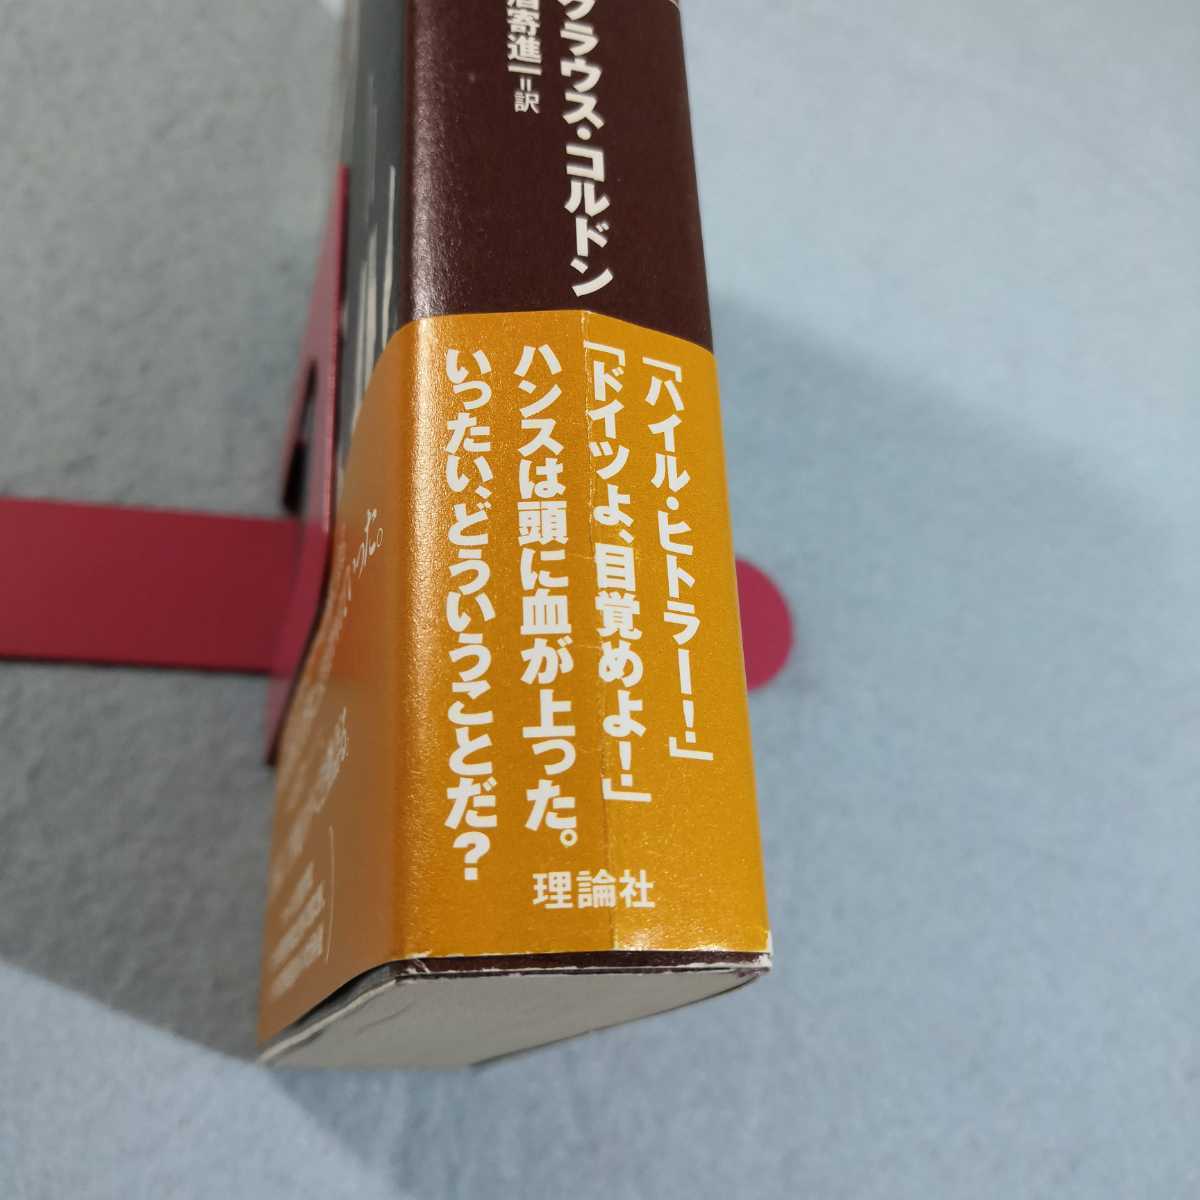 クラウス・コルドン
酒寄進一=訳
「ハイル・ヒトラー!」
「ドイツよ、目覚めよ!」
ハンスは頭に血が上った。
いったい、どういうことだ?
理論社
った。